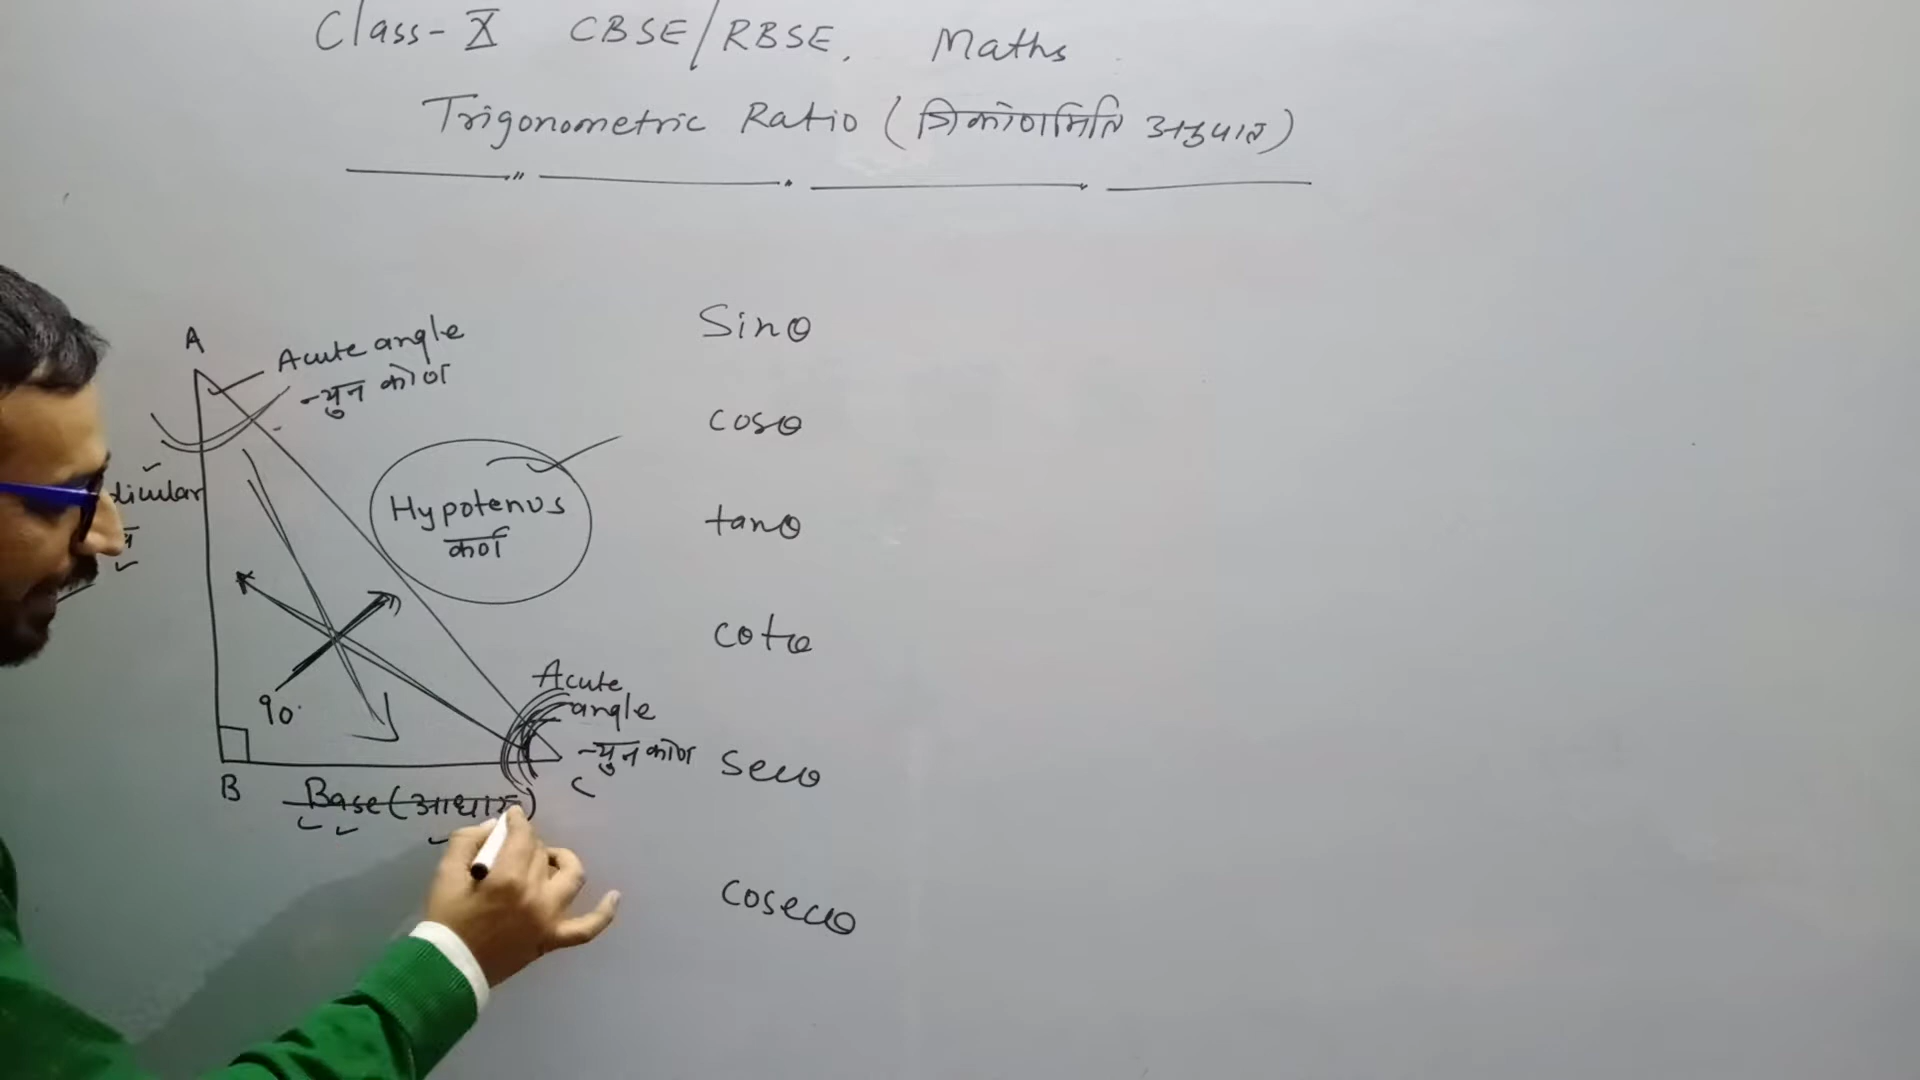 Class-X CBSE/RBSE. Maths
Trigonometric Ratio (त्रिकोणमिति अनुपात)
A
Acute angle
न्युन कोण
Sinθ
cosθ
Hypotenus
कर्ण
dicular
tanθ
cotθ
Acute
angle
न्युन कोण
90°
secθ
B
C
Base (आधार)
cosecθ